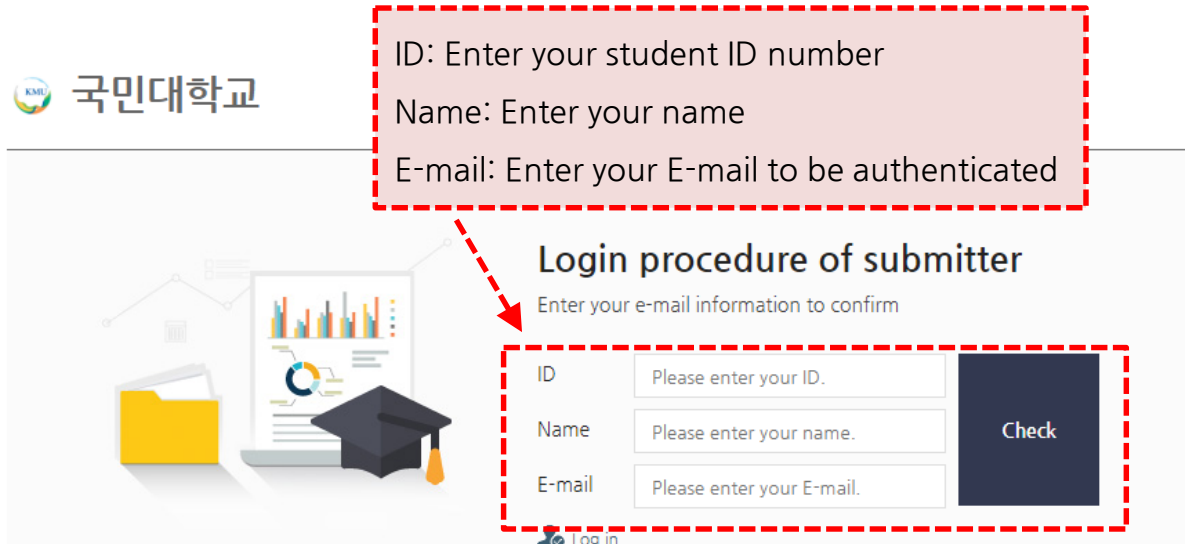 ID: Enter your student ID number
Name: Enter your name
E-mail: Enter your E-mail to be authenticated
KMU 국민대학교
Login procedure of submitter
Enter your e-mail information to confirm
ID Please enter your ID.
Name Please enter your name.
Check
E-mail Please enter your E-mail.
Log in